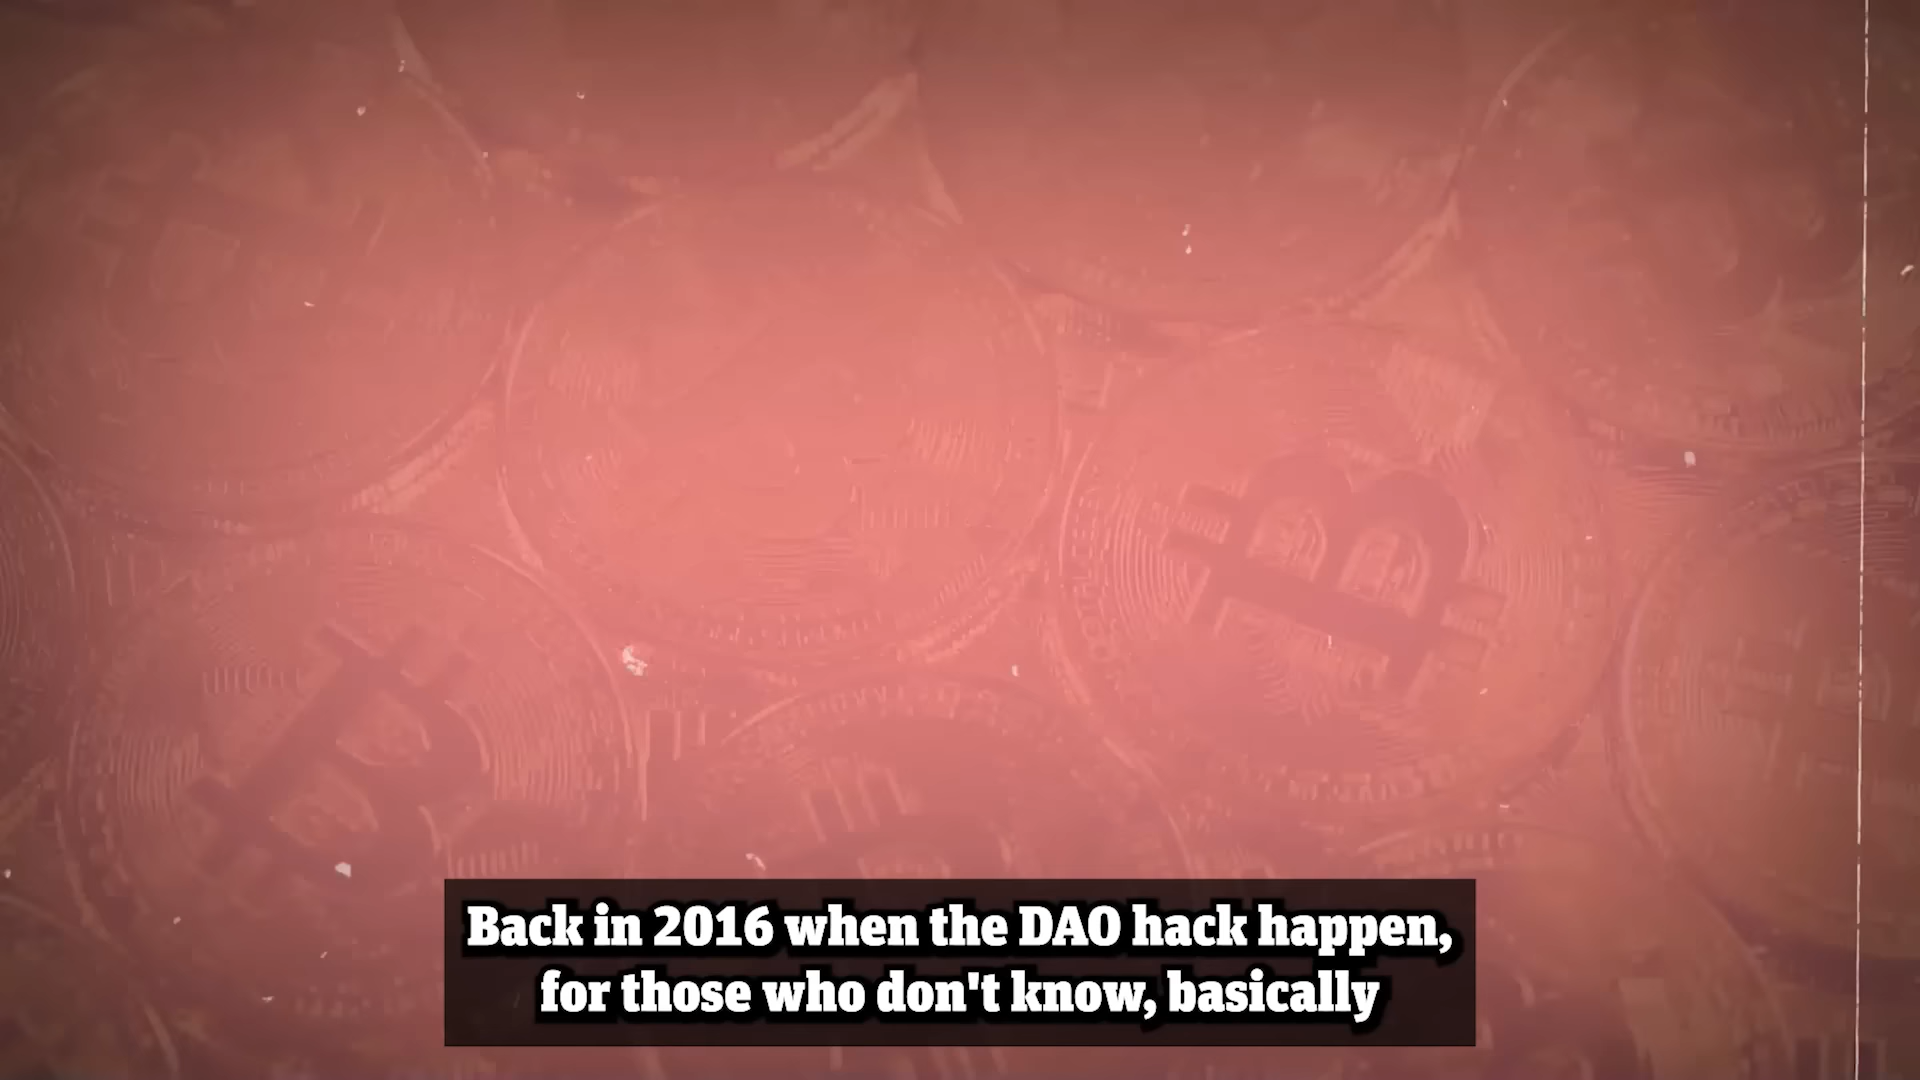 Back in 2016 when the DAO hack happen,
for those who don't know, basically